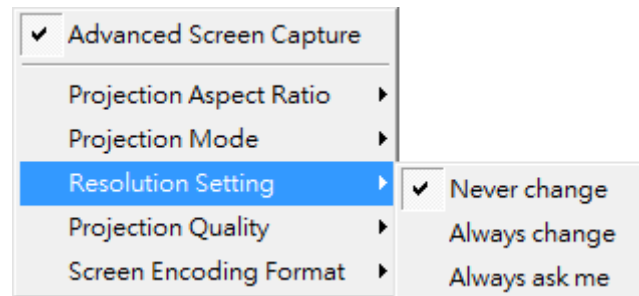 Advanced Screen Capture
Projection Aspect Ratio
Projection Mode
Resolution Setting
Never change
Projection Quality
Always change
Screen Encoding Format
Always ask me